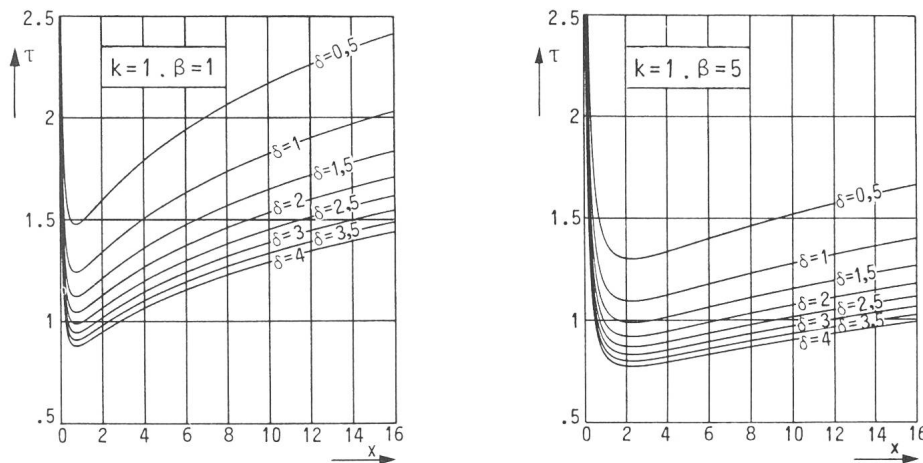 2.5
τ
k=1 . β=1
δ=0,5
2
δ=1
δ=1,5
1.5
δ=2
δ=2,5
δ=3
δ=3,5
δ=4
1
.5
0 2 4 6 8 10 12 14 16
x
2.5
τ
k=1 . β=5
2
δ=0,5
1.5
δ=1
δ=1,5
δ=2
δ=2,5
1
δ=3
δ=3,5
δ=4
.5
0 2 4 6 8 10 12 14 16
x